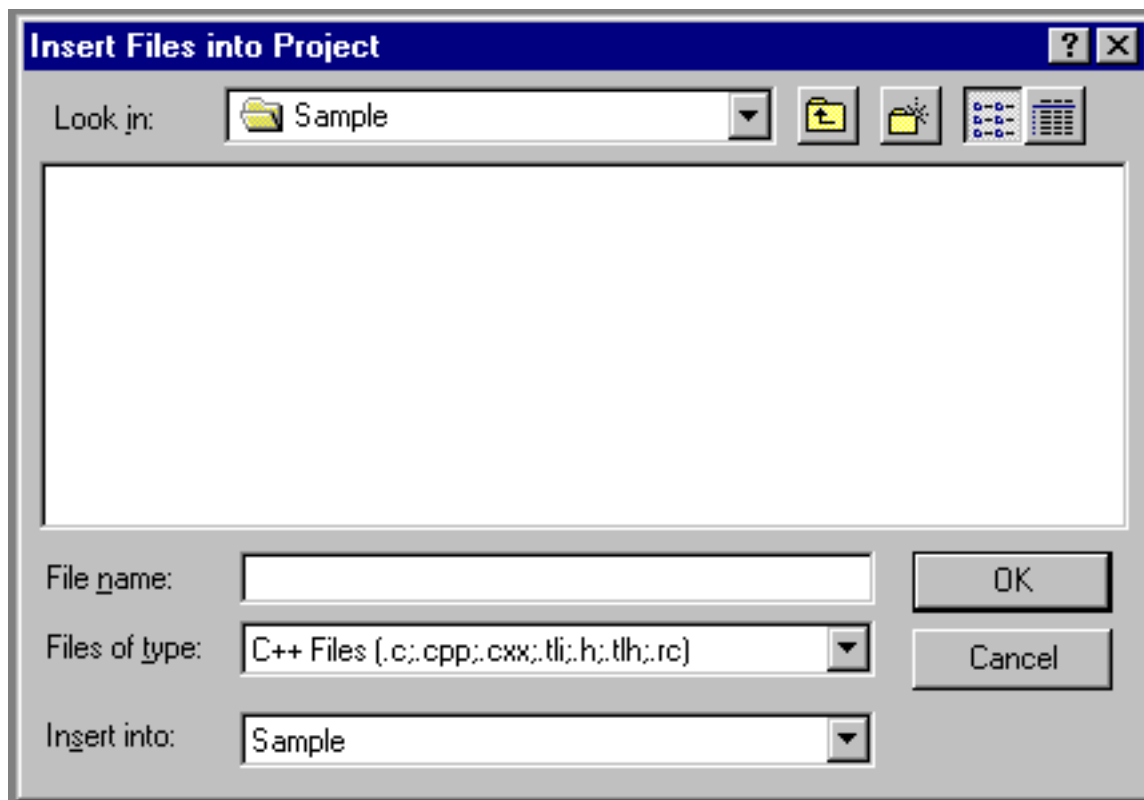 Insert Files into Project
Look in: Sample
File name: OK
Files of type: C++ Files (.c;.cpp;.cxx;.tli;.h;.tlh;.rc) Cancel
Insert into: Sample